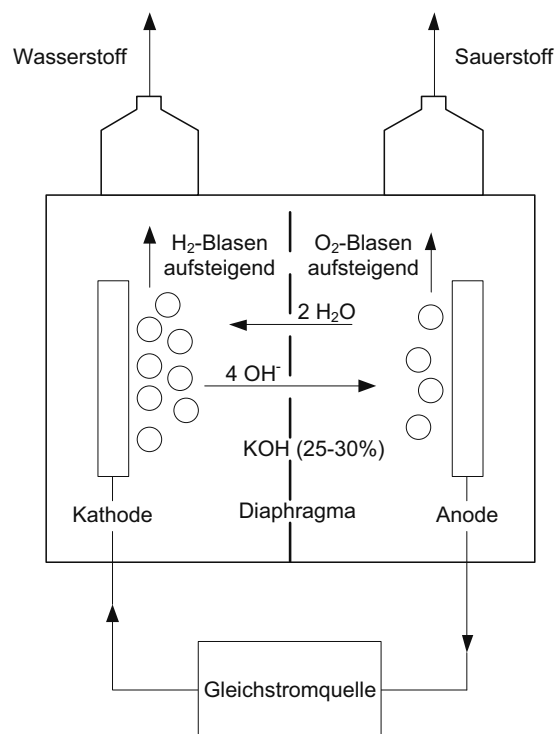 Wasserstoff
Sauerstoff
H₂-Blasen
aufsteigend
O₂-Blasen
aufsteigend
2 H₂O
4 OH⁻
KOH (25-30%)
Kathode
Diaphragma
Anode
Gleichstromquelle